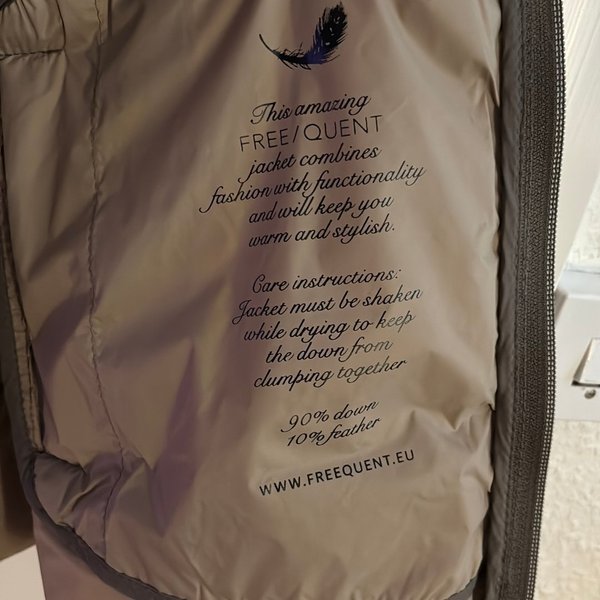 This amazing
FREE/QUENT
jacket combines
fashion with functionality
and will keep you
warm and stylish.
Care instructions:
Jacket must be shaken
while drying to keep
the down from
clumping together
90% down
10% feather
WWW.FREEQUENT.EU